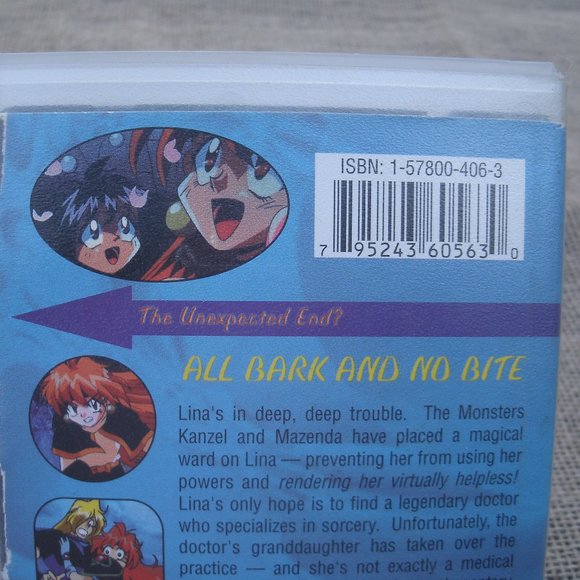 ISBN: 1-57800-406-3
7 95243 60563 0
The Unexpected End?
ALL BARK AND NO BITE
Lina's in deep, deep trouble. The Monsters
Kanzel and Mazenda have placed a magical
ward on Lina — preventing her from using her
powers and rendering her virtually helpless!
Lina's only hope is to find a legendary doctor
who specializes in sorcery. Unfortunately, the
doctor's granddaughter has taken over the
practice — and she's not exactly a medical